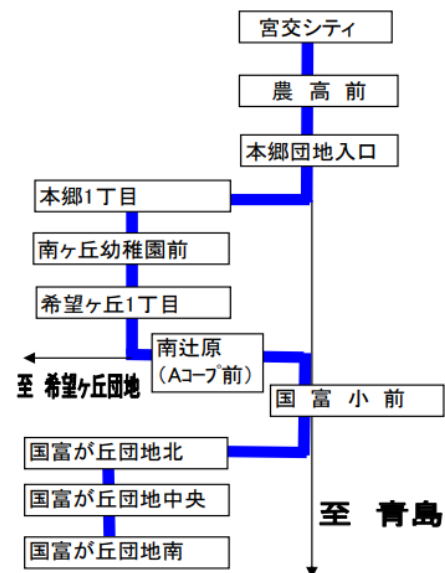 宮交シティ
農 高 前
本郷団地入口
本郷1丁目
南ヶ丘幼稚園前
希望ヶ丘1丁目
南辻原
(Aコープ前)
至 希望ヶ丘団地
国 富 小 前
国富が丘団地北
国富が丘団地中央
至 青島
国富が丘団地南